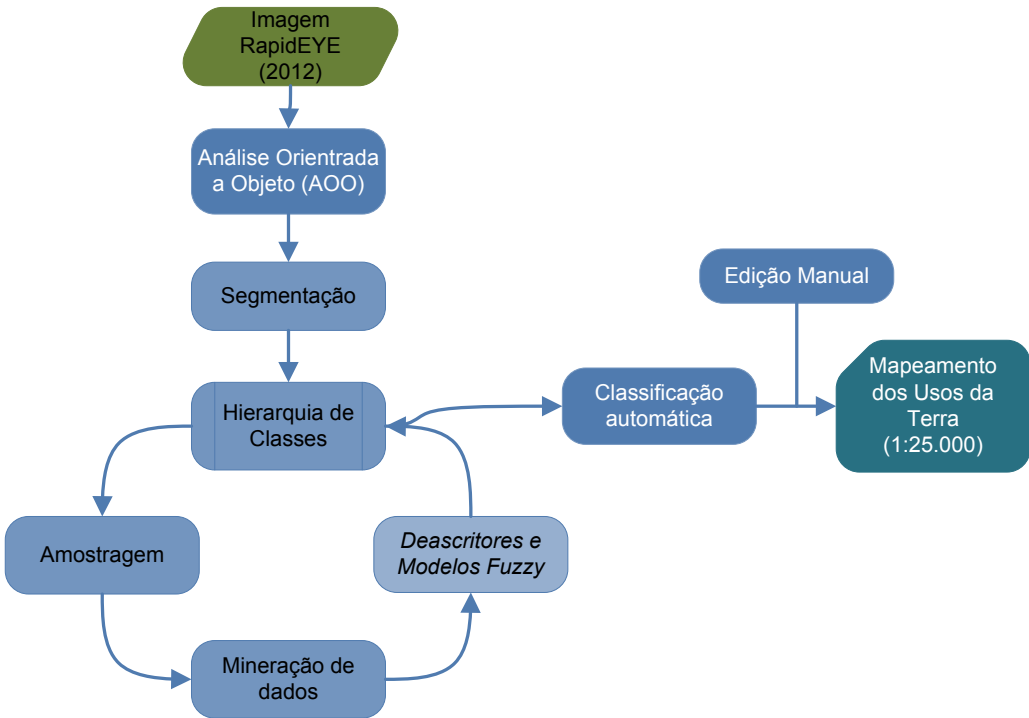 Imagem
RapidEYE
(2012)
Análise Orientrada
a Objeto (AOO)
Segmentação
Edição Manual
Hierarquia de
Classes
Classificação
automática
Mapeamento
dos Usos da
Terra
(1:25.000)
Amostragem
Deascritores e
Modelos Fuzzy
Mineração de
dados